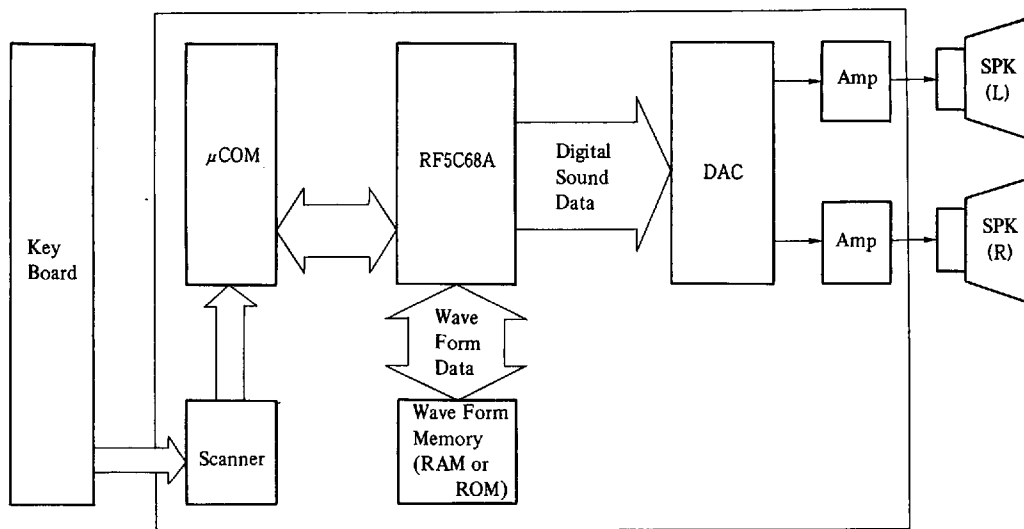 Key
Board
μCOM
Scanner
RF5C68A
Wave
Form
Data
Wave Form
Memory
(RAM or
ROM)
Digital
Sound
Data
DAC
Amp
Amp
SPK
(L)
SPK
(R)